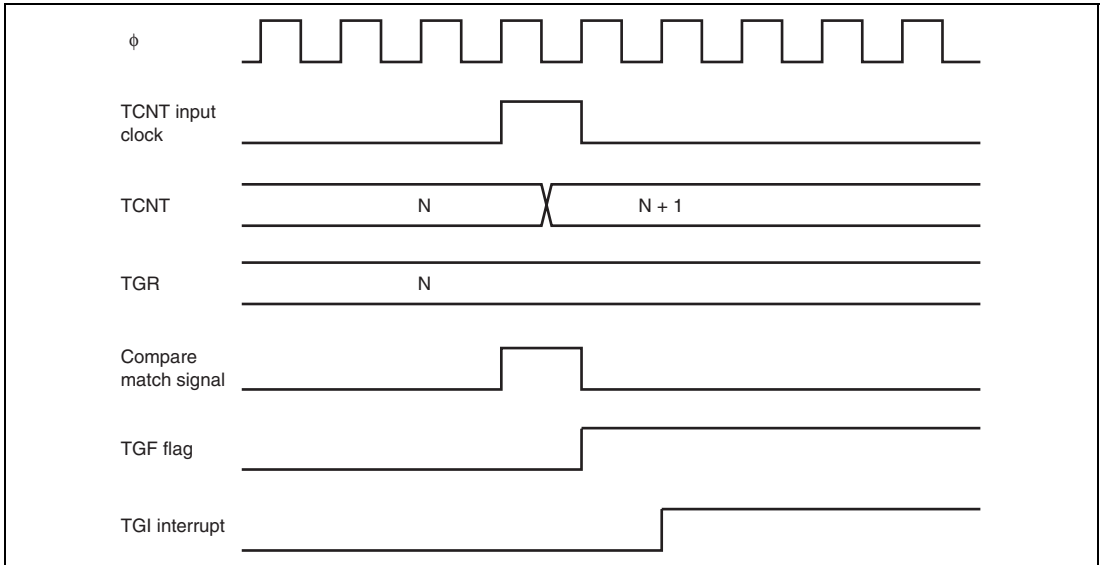 ϕ
TCNT input
clock
TCNT
N
N + 1
TGR
N
Compare
match signal
TGF flag
TGI interrupt